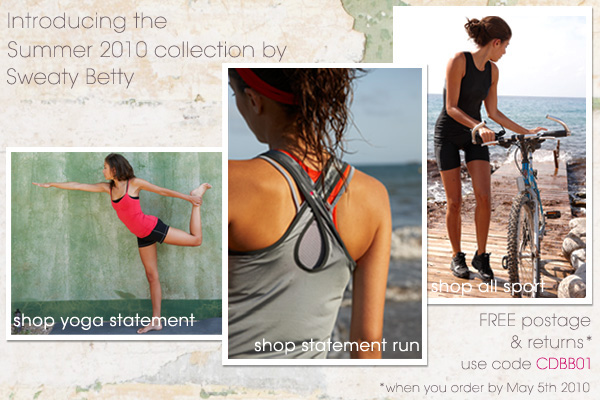 Introducing the
Summer 2010 collection by
Sweaty Betty
shop yoga statement
shop statement run
shop all sport
FREE postage
& returns*
use code CDBB01
*when you order by May 5th 2010